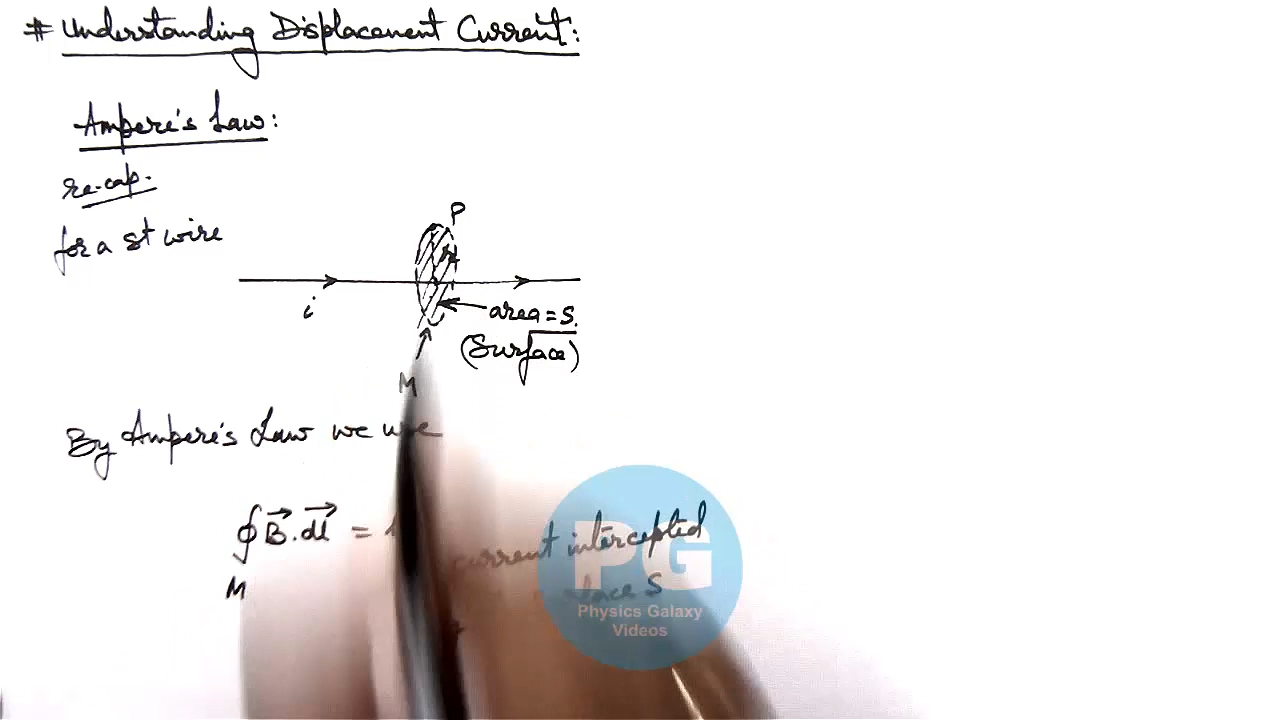 # Understanding Displacement Current:
Ampere's Law:
re-cap.
for a st wire
P
i
area = S.
(Surface)
M
By Ampere's Law we use
∮ B⃗ . dl⃗ =
M
current intercepted
S
PG
Physics Galaxy
Videos